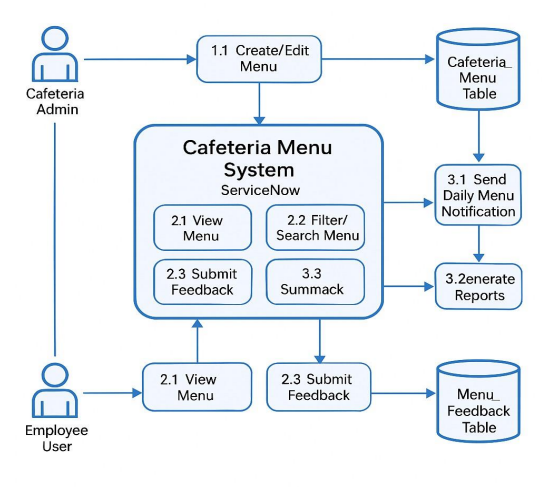 Cafeteria
Admin
1.1 Create/Edit
Menu
Cafeteria_
Menu
Table
Cafeteria Menu
System
ServiceNow
2.1 View
Menu
2.2 Filter/
Search Menu
2.3 Submit
Feedback
3.3
Summack
3.1 Send
Daily Menu
Notification
3.2enerate
Reports
Employee
User
2.1 View
Menu
2.3 Submit
Feedback
Menu_
Feedback
Table